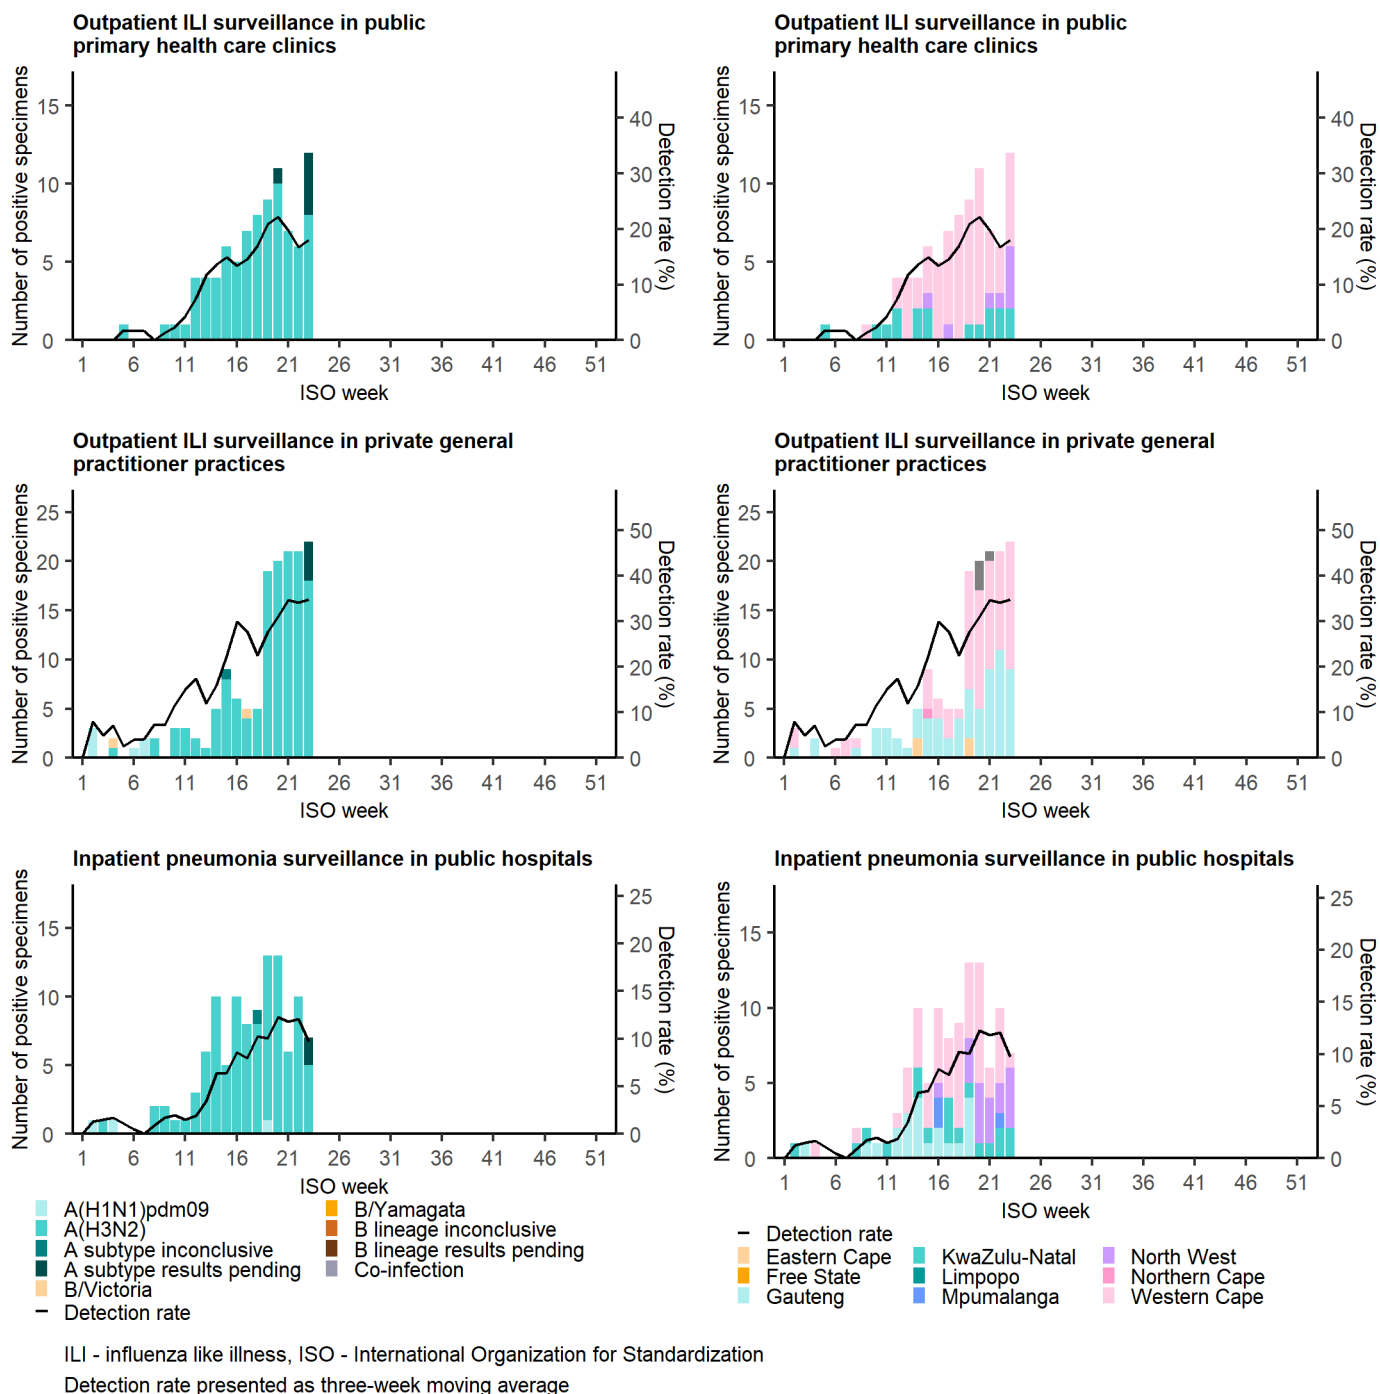 Outpatient ILI surveillance in public
primary health care clinics
Number of positive specimens
0
5
10
15
Detection rate (%)
0
10
20
30
40
1 6 11 16 21 26 31 36 41 46 51
ISO week
Outpatient ILI surveillance in public
primary health care clinics
Number of positive specimens
0
5
10
15
Detection rate (%)
0
10
20
30
40
1 6 11 16 21 26 31 36 41 46 51
ISO week
Outpatient ILI surveillance in private general
practitioner practices
Number of positive specimens
0
5
10
15
20
25
Detection rate (%)
0
10
20
30
40
50
1 6 11 16 21 26 31 36 41 46 51
ISO week
Outpatient ILI surveillance in private general
practitioner practices
Number of positive specimens
0
5
10
15
20
25
Detection rate (%)
0
10
20
30
40
50
1 6 11 16 21 26 31 36 41 46 51
ISO week
Inpatient pneumonia surveillance in public hospitals
Number of positive specimens
0
5
10
15
Detection rate (%)
0
5
10
15
20
25
1 6 11 16 21 26 31 36 41 46 51
ISO week
A(H1N1)pdm09
A(H3N2)
A subtype inconclusive
A subtype results pending
B/Victoria
Detection rate
B/Yamagata
B lineage inconclusive
B lineage results pending
Co-infection
Inpatient pneumonia surveillance in public hospitals
Number of positive specimens
0
5
10
15
Detection rate (%)
0
5
10
15
20
25
1 6 11 16 21 26 31 36 41 46 51
ISO week
Detection rate
Eastern Cape
Free State
Gauteng
KwaZulu-Natal
Limpopo
Mpumalanga
North West
Northern Cape
Western Cape
ILI - influenza like illness, ISO - International Organization for Standardization
Detection rate presented as three-week moving average